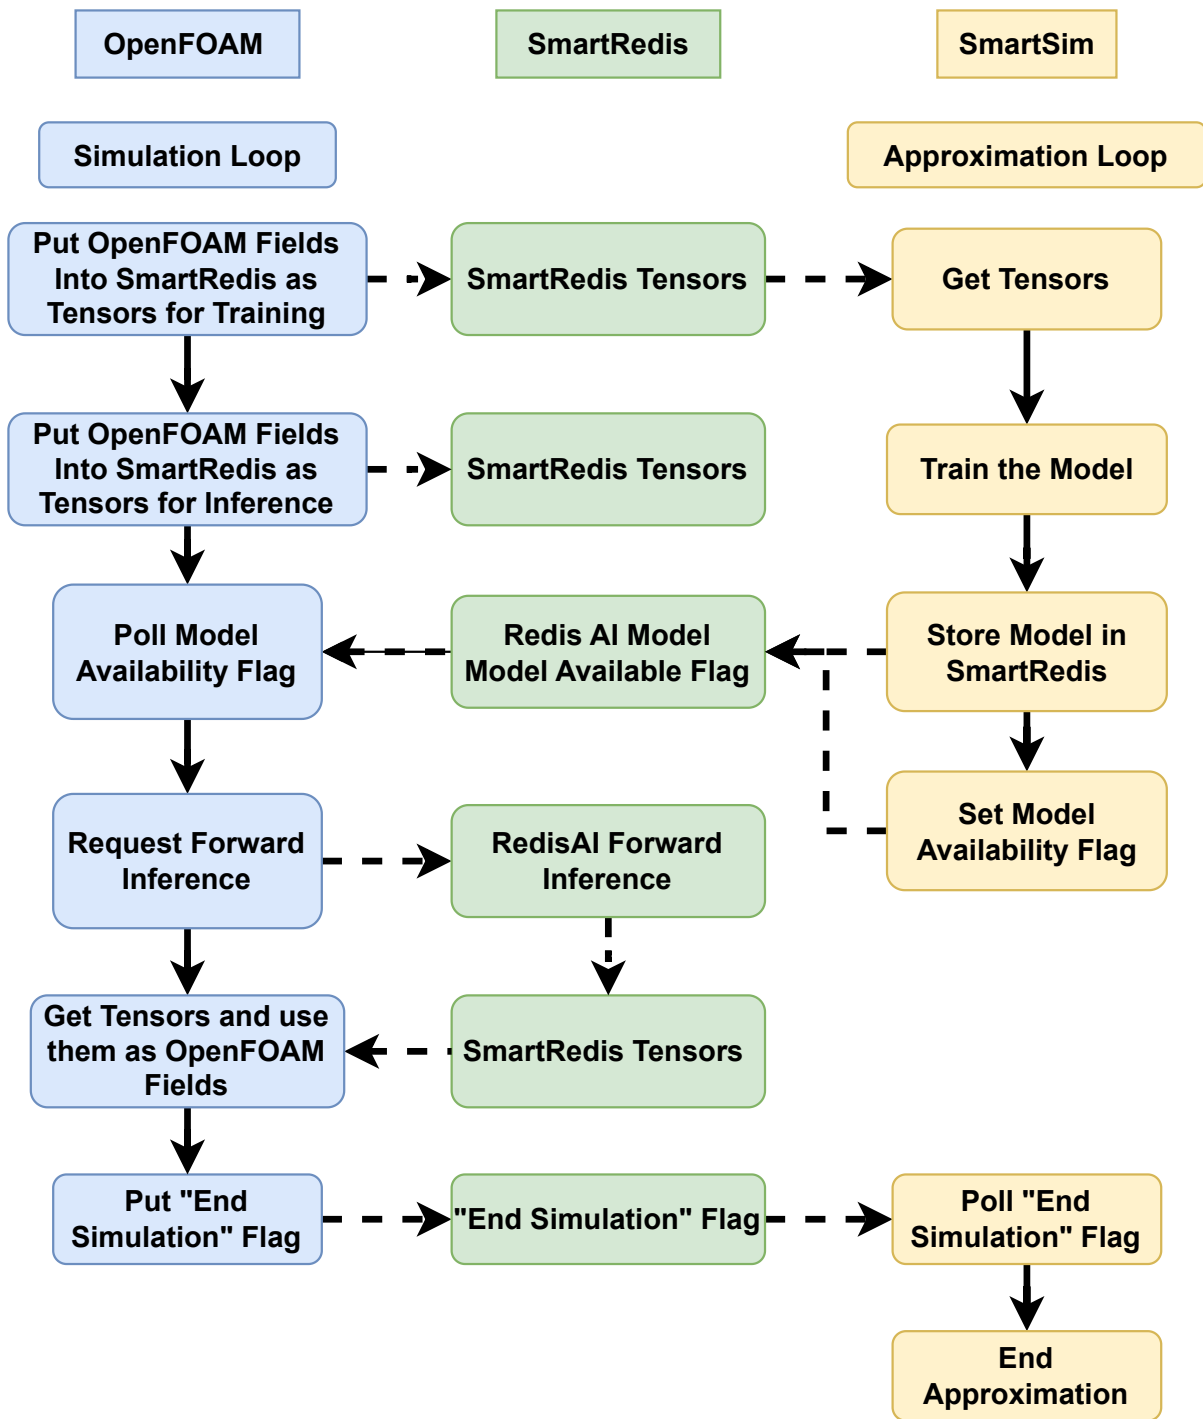 OpenFOAM
SmartRedis
SmartSim
Simulation Loop
Approximation Loop
Put OpenFOAM Fields
Into SmartRedis as
Tensors for Training
SmartRedis Tensors
Get Tensors
Put OpenFOAM Fields
Into SmartRedis as
Tensors for Inference
SmartRedis Tensors
Train the Model
Poll Model
Availability Flag
Redis AI Model
Model Available Flag
Store Model in
SmartRedis
Set Model
Availability Flag
Request Forward
Inference
RedisAI Forward
Inference
Get Tensors and use
them as OpenFOAM
Fields
SmartRedis Tensors
Put "End
Simulation" Flag
"End Simulation" Flag
Poll "End
Simulation" Flag
End
Approximation